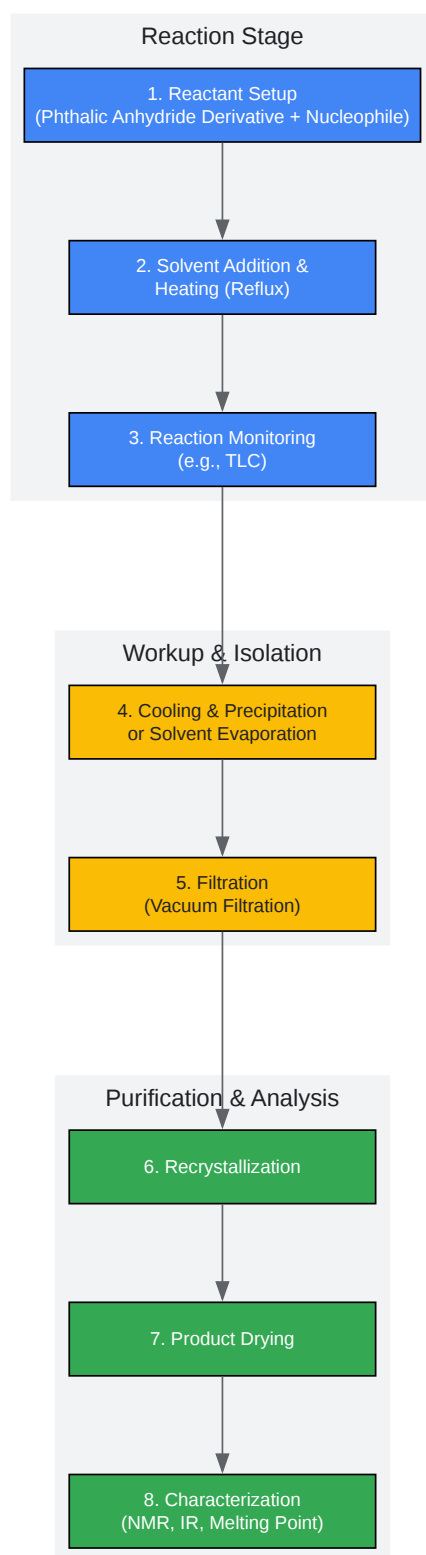 Reaction Stage
1. Reactant Setup
(Phthalic Anhydride Derivative + Nucleophile)
2. Solvent Addition &
Heating (Reflux)
3. Reaction Monitoring
(e.g., TLC)
Workup & Isolation
4. Cooling & Precipitation
or Solvent Evaporation
5. Filtration
(Vacuum Filtration)
Purification & Analysis
6. Recrystallization
7. Product Drying
8. Characterization
(NMR, IR, Melting Point)